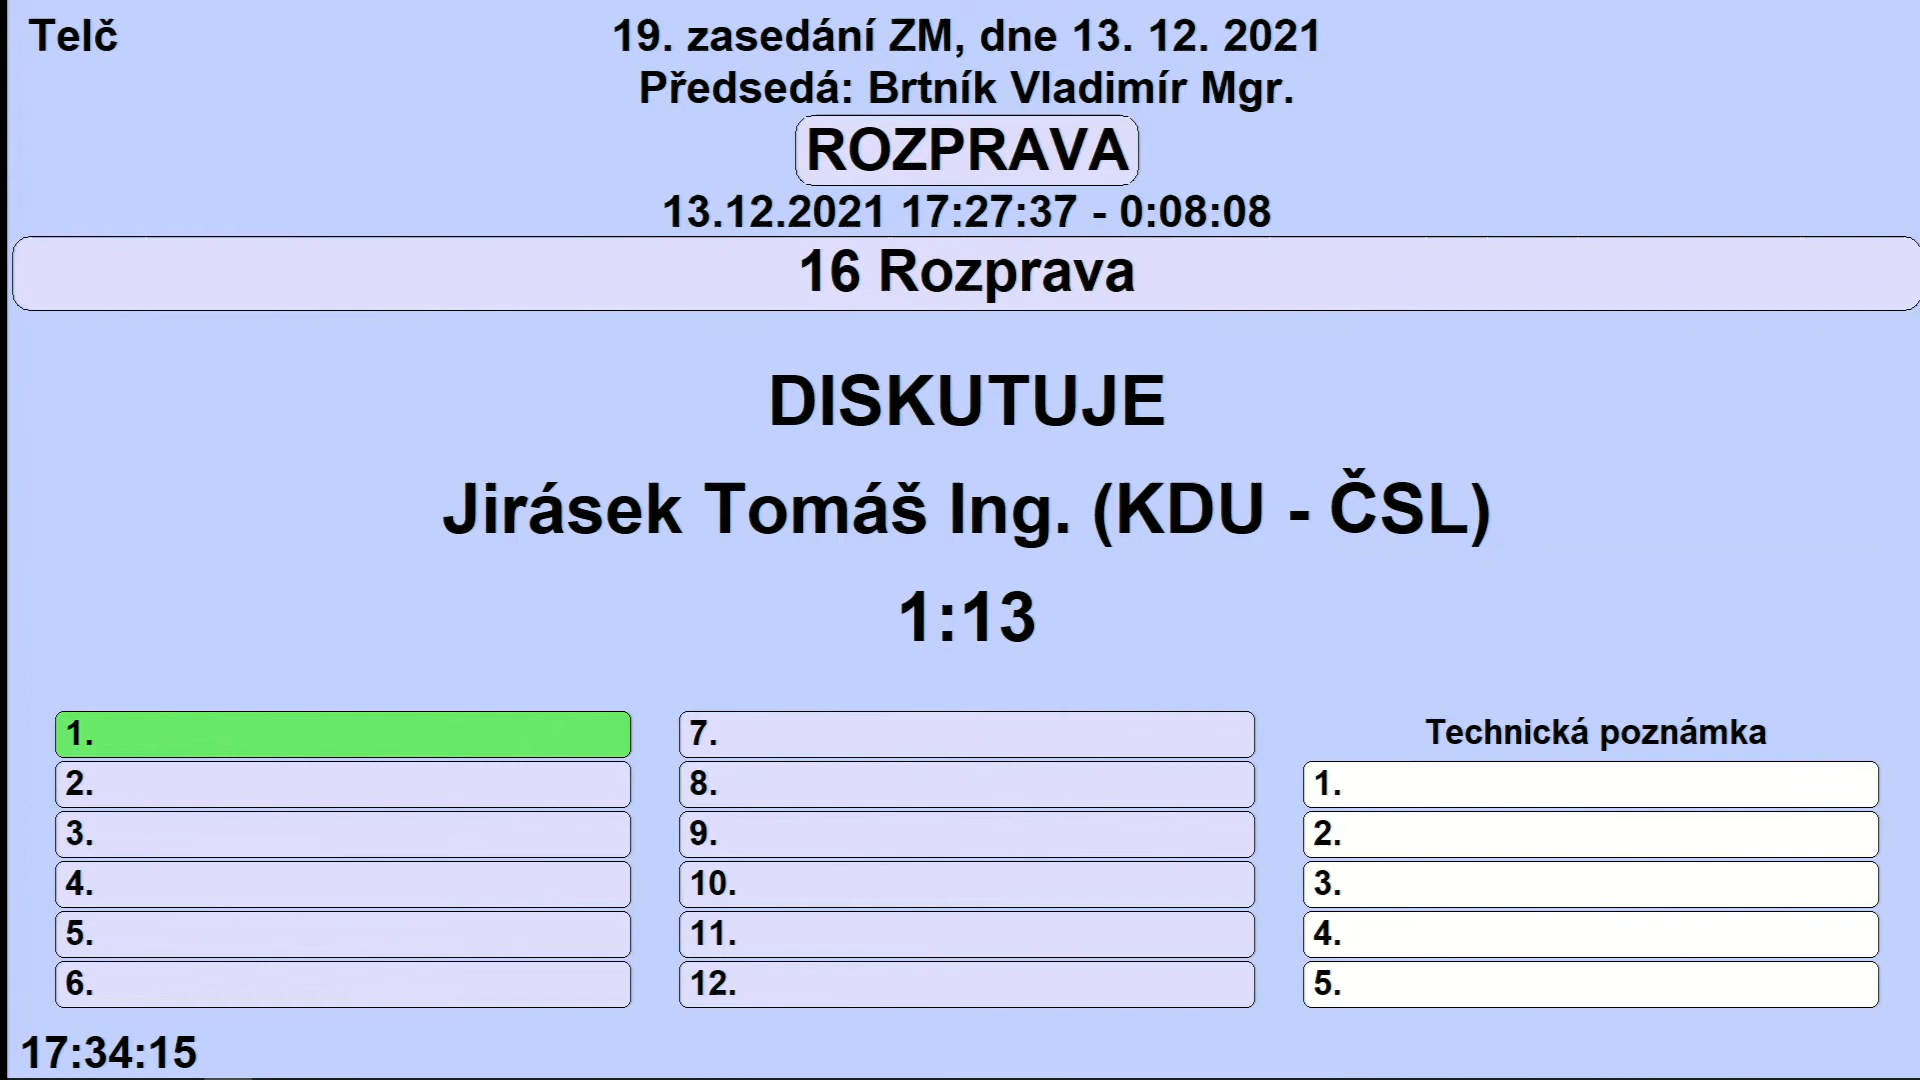 Telč
19. zasedání ZM, dne 13. 12. 2021
Předsedá: Brtník Vladimír Mgr.
ROZPRAVA
13.12.2021 17:27:37 - 0:08:08
16 Rozprava
DISKUTUJE
Jirásek Tomáš Ing. (KDU - ČSL)
1:13
1.
2.
3.
4.
5.
6.
7.
8.
9.
10.
11.
12.
Technická poznámka
1.
2.
3.
4.
5.
17:34:15